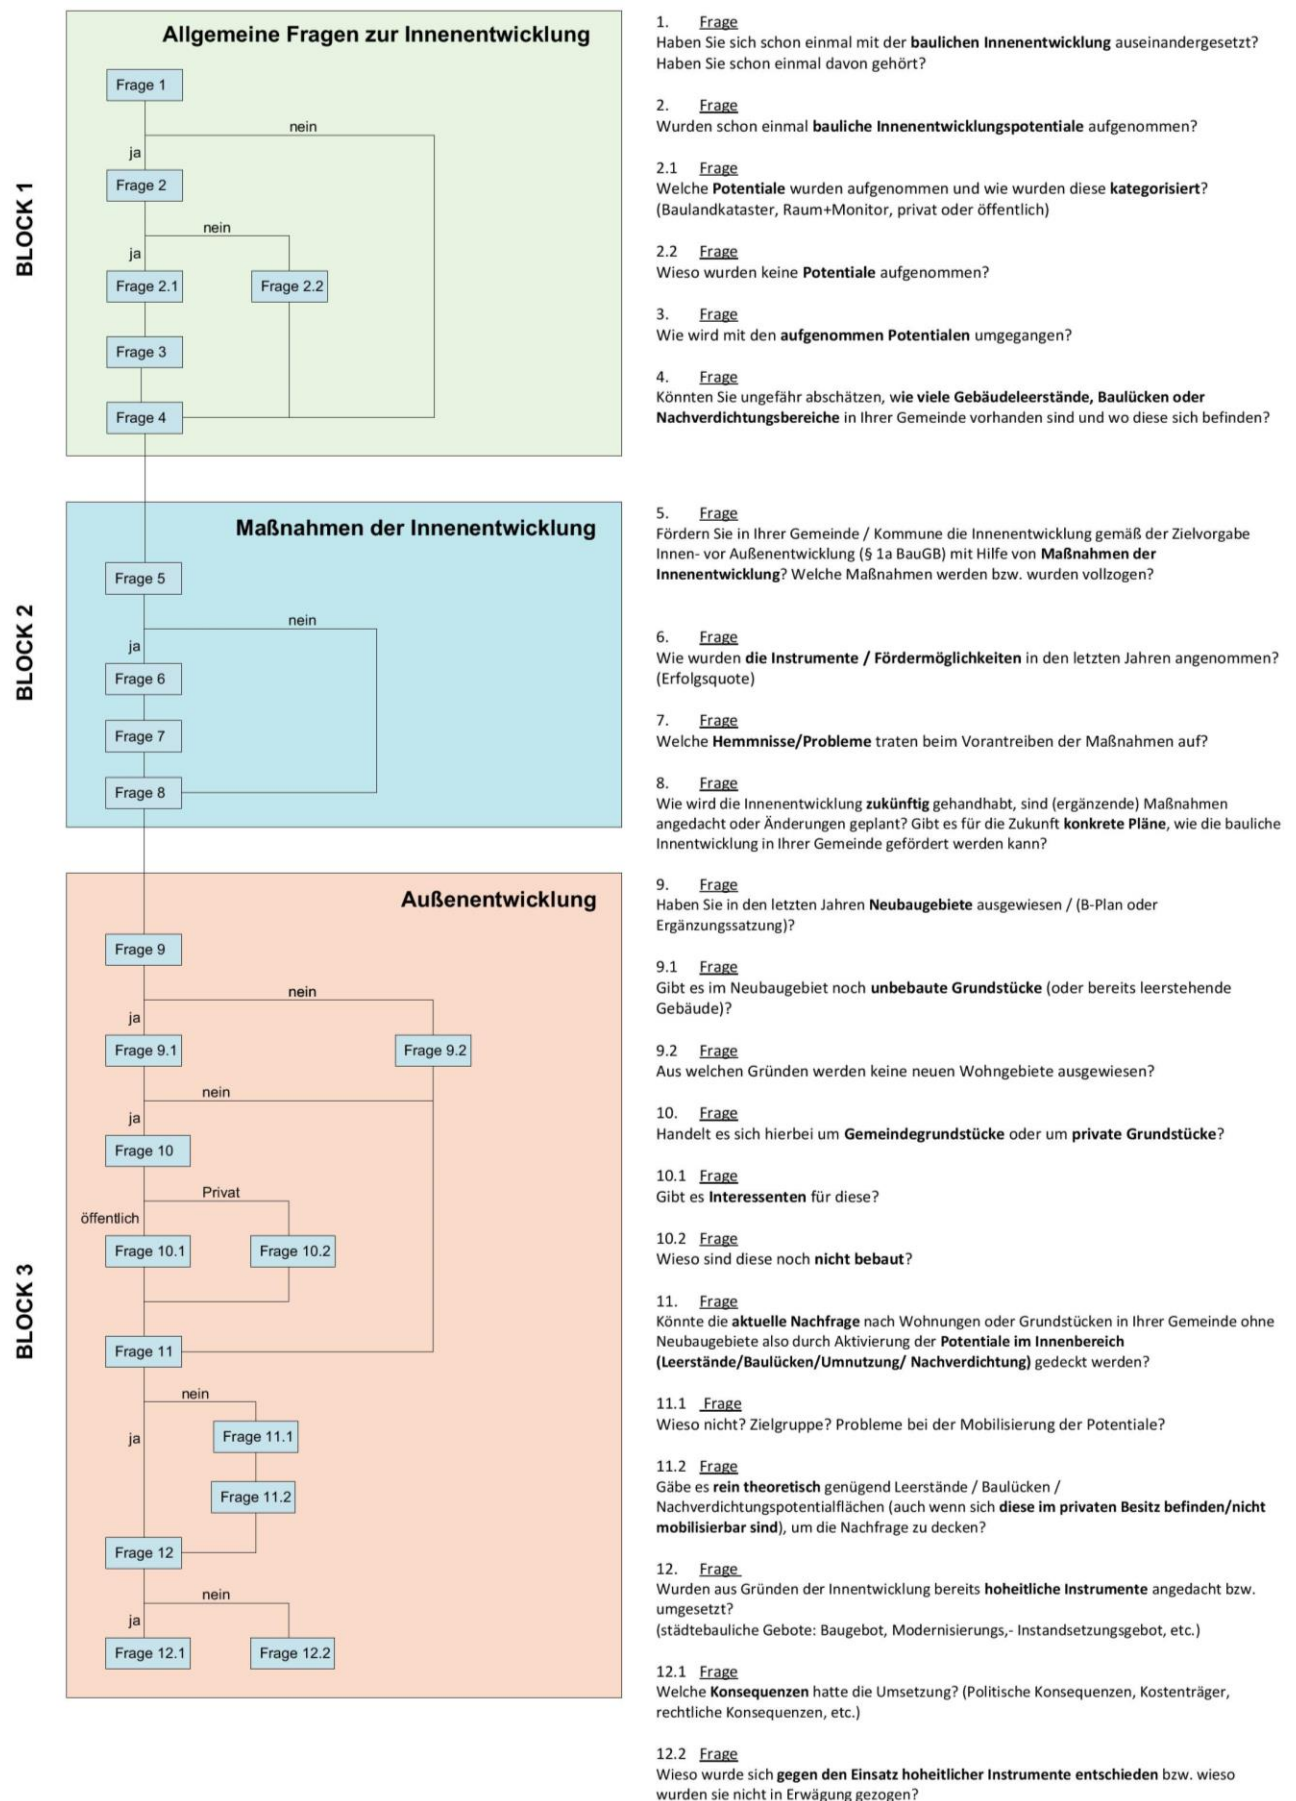 BLOCK 1
Allgemeine Fragen zur Innenentwicklung
Frage 1
nein
ja
Frage 2
nein
ja
Frage 2.1
Frage 2.2
Frage 3
Frage 4
BLOCK 2
Maßnahmen der Innenentwicklung
Frage 5
nein
ja
Frage 6
Frage 7
Frage 8
BLOCK 3
Außenentwicklung
Frage 9
nein
ja
Frage 9.1
Frage 9.2
nein
ja
Frage 10
Privat
öffentlich
Frage 10.1
Frage 10.2
Frage 11
nein
ja
Frage 11.1
Frage 11.2
Frage 12
nein
ja
Frage 12.1
Frage 12.2
1. Frage
Haben Sie sich schon einmal mit der baulichen Innenentwicklung auseinandergesetzt?
Haben Sie schon einmal davon gehört?
2. Frage
Wurden schon einmal bauliche Innenentwicklungspotentiale aufgenommen?
2.1 Frage
Welche Potentiale wurden aufgenommen und wie wurden diese kategorisiert?
(Baulandkataster, Raum+Monitor, privat oder öffentlich)
2.2 Frage
Wieso wurden keine Potentiale aufgenommen?
3. Frage
Wie wird mit den aufgenommen Potentialen umgegangen?
4. Frage
Könnten Sie ungefähr abschätzen, wie viele Gebäudeleerstände, Baulücken oder
Nachverdichtungsbereiche in Ihrer Gemeinde vorhanden sind und wo diese sich befinden?
5. Frage
Fördern Sie in Ihrer Gemeinde / Kommune die Innenentwicklung gemäß der Zielvorgabe
Innen- vor Außenentwicklung (§ 1a BauGB) mit Hilfe von Maßnahmen der
Innenentwicklung? Welche Maßnahmen werden bzw. wurden vollzogen?
6. Frage
Wie wurden die Instrumente / Fördermöglichkeiten in den letzten Jahren angenommen?
(Erfolgsquote)
7. Frage
Welche Hemmnisse/Probleme traten beim Vorantreiben der Maßnahmen auf?
8. Frage
Wie wird die Innenentwicklung zukünftig gehandhabt, sind (ergänzende) Maßnahmen
angedacht oder Änderungen geplant? Gibt es für die Zukunft konkrete Pläne, wie die bauliche
Innentwicklung in Ihrer Gemeinde gefördert werden kann?
9. Frage
Haben Sie in den letzten Jahren Neubaugebiete ausgewiesen / (B-Plan oder
Ergänzungssatzung)?
9.1 Frage
Gibt es im Neubaugebiet noch unbebaute Grundstücke (oder bereits leerstehende
Gebäude)?
9.2 Frage
Aus welchen Gründen werden keine neuen Wohngebiete ausgewiesen?
10. Frage
Handelt es sich hierbei um Gemeindegrundstücke oder um private Grundstücke?
10.1 Frage
Gibt es Interessenten für diese?
10.2 Frage
Wieso sind diese noch nicht bebaut?
11. Frage
Könnte die aktuelle Nachfrage nach Wohnungen oder Grundstücken in Ihrer Gemeinde ohne
Neubaugebiete also durch Aktivierung der Potentiale im Innenbereich
(Leerstände/Baulücken/Umnutzung/ Nachverdichtung) gedeckt werden?
11.1 Frage
Wieso nicht? Zielgruppe? Probleme bei der Mobilisierung der Potentiale?
11.2 Frage
Gäbe es rein theoretisch genügend Leerstände / Baulücken /
Nachverdichtungspotentialflächen (auch wenn sich diese im privaten Besitz befinden/nicht
mobilisierbar sind), um die Nachfrage zu decken?
12. Frage
Wurden aus Gründen der Innentwicklung bereits hoheitliche Instrumente angedacht bzw.
umgesetzt?
(städtebauliche Gebote: Baugebot, Modernisierungs,- Instandsetzungsgebot, etc.)
12.1 Frage
Welche Konsequenzen hatte die Umsetzung? (Politische Konsequenzen, Kostenträger,
rechtliche Konsequenzen, etc.)
12.2 Frage
Wieso wurde sich gegen den Einsatz hoheitlicher Instrumente entschieden bzw. wieso
wurden sie nicht in Erwägung gezogen?